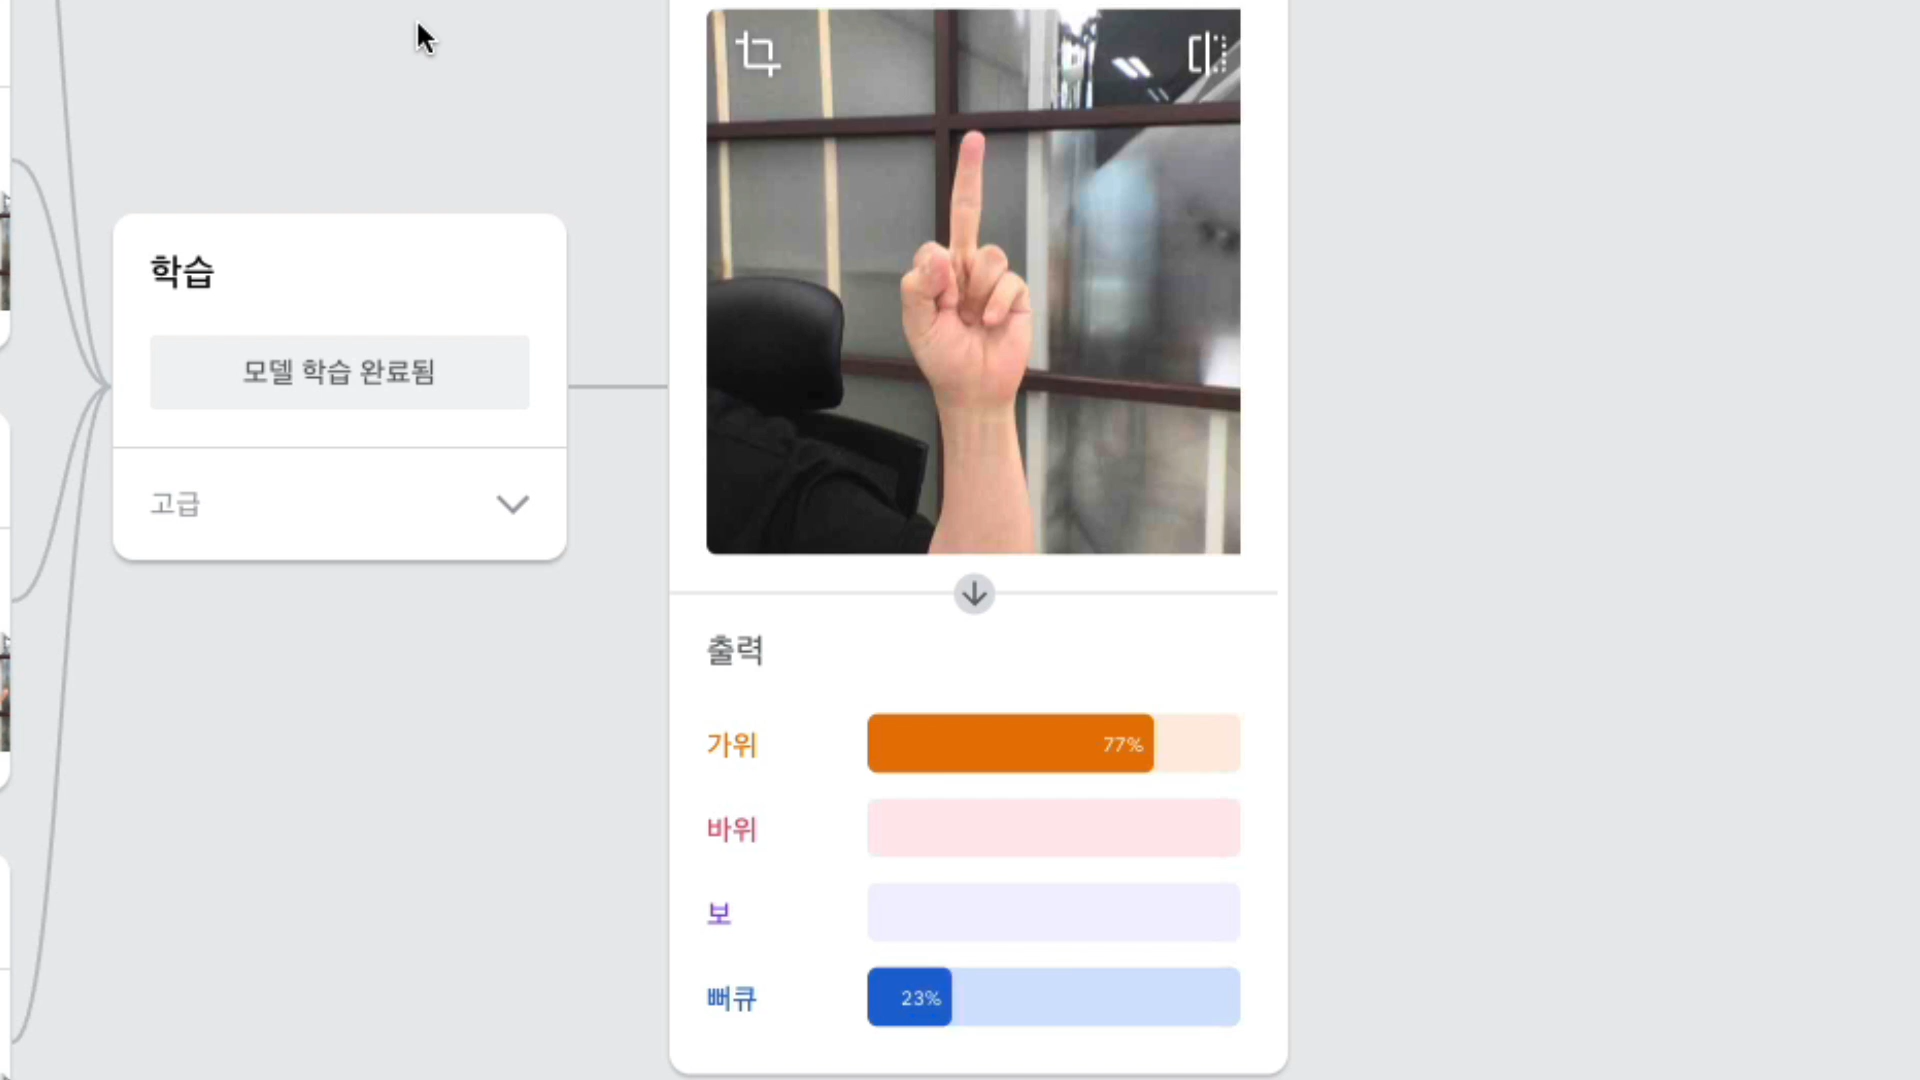 학습
모델 학습 완료됨
고급
출력
가위 77%
바위
보
뻐큐 23%